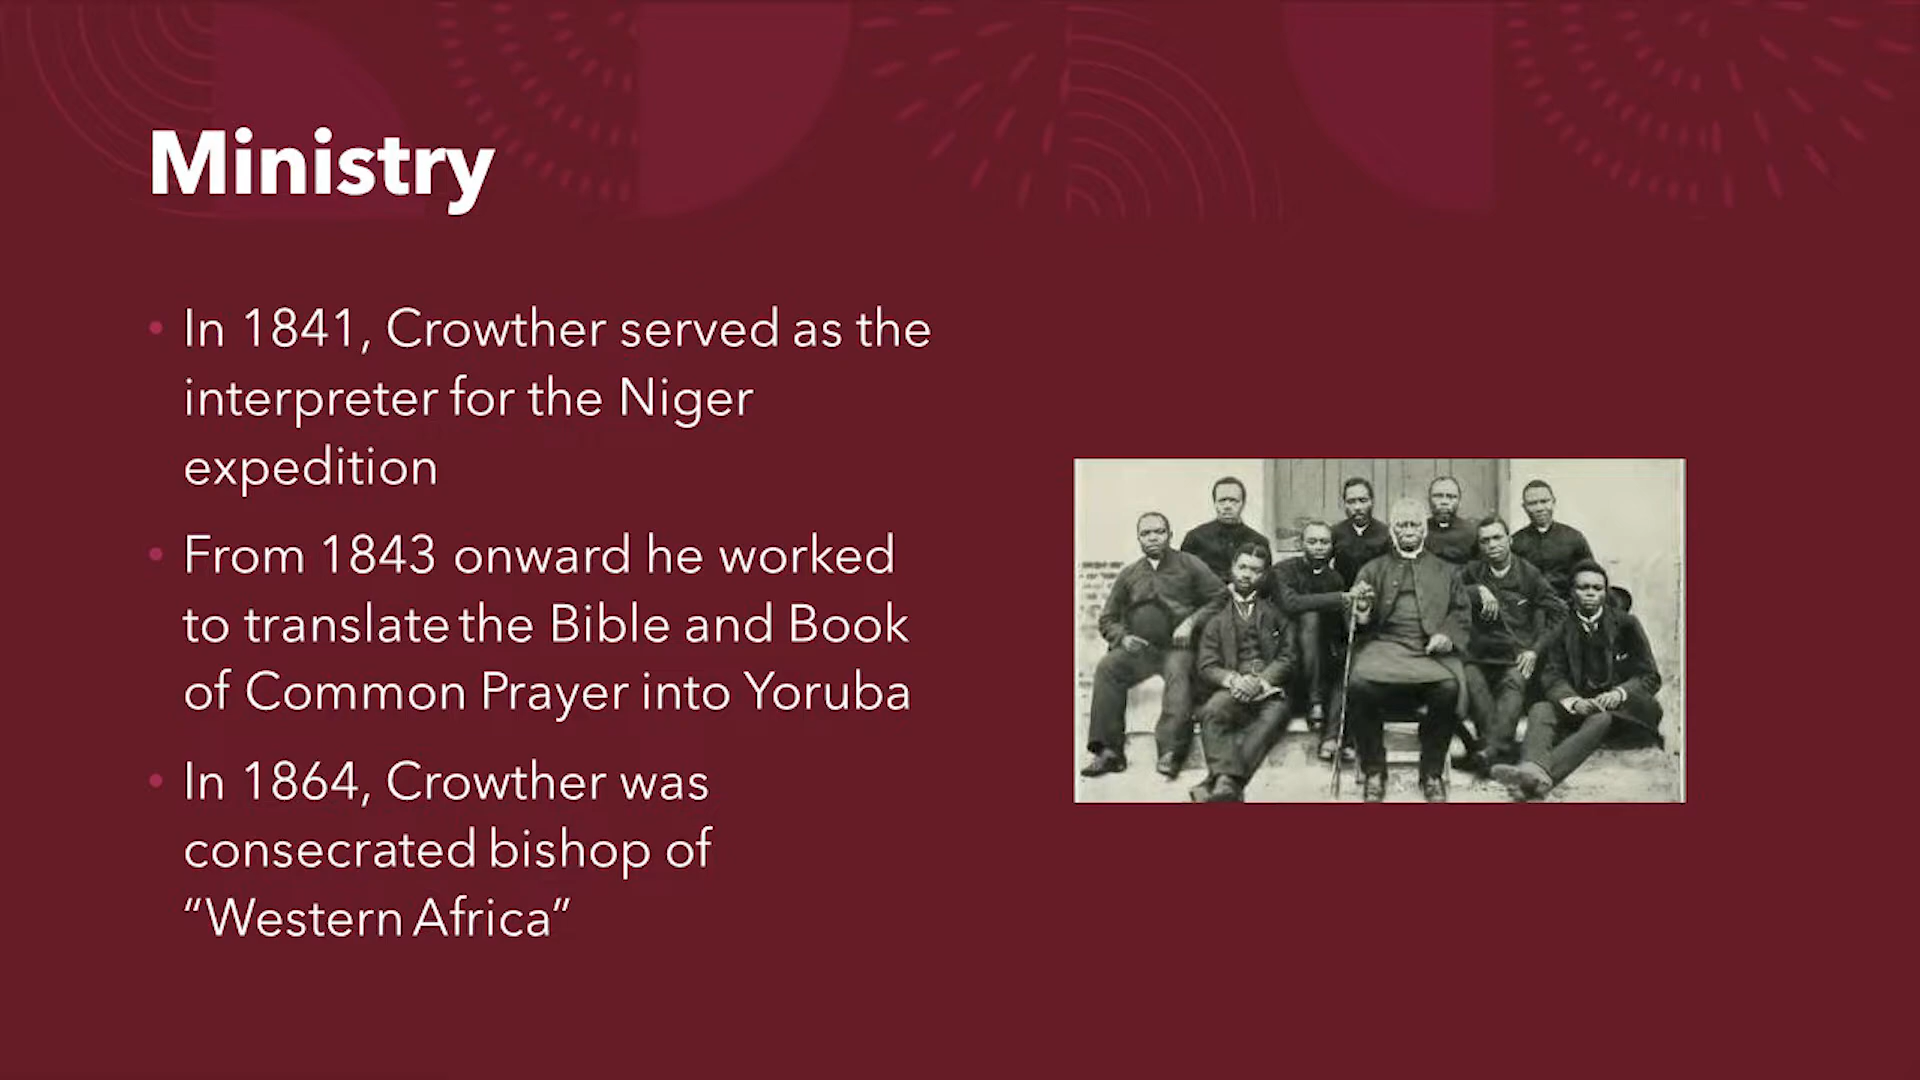 Ministry
• In 1841, Crowther served as the
interpreter for the Niger
expedition
• From 1843 onward he worked
to translate the Bible and Book
of Common Prayer into Yoruba
• In 1864, Crowther was
consecrated bishop of
“Western Africa”